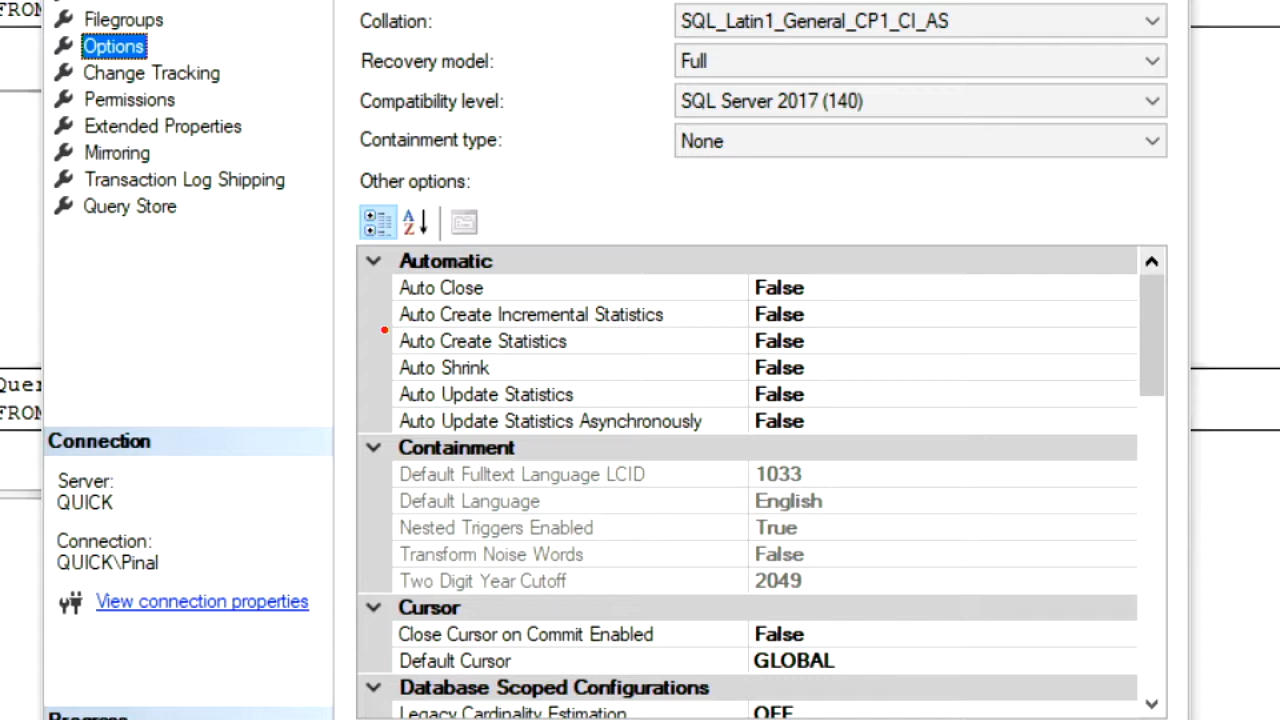 FROM
Filegroups
Options
Change Tracking
Permissions
Extended Properties
Mirroring
Transaction Log Shipping
Query Store
Quer
FROM
Connection
Server:
QUICK
Connection:
QUICK\Pinal
View connection properties
Progress
Collation: SQL_Latin1_General_CP1_CI_AS
Recovery model: Full
Compatibility level: SQL Server 2017 (140)
Containment type: None
Other options:
A
Z
Automatic
Auto Close False
Auto Create Incremental Statistics False
Auto Create Statistics False
Auto Shrink False
Auto Update Statistics False
Auto Update Statistics Asynchronously False
Containment
Default Fulltext Language LCID 1033
Default Language English
Nested Triggers Enabled True
Transform Noise Words False
Two Digit Year Cutoff 2049
Cursor
Close Cursor on Commit Enabled False
Default Cursor GLOBAL
Database Scoped Configurations
Legacy Cardinality Estimation OFF